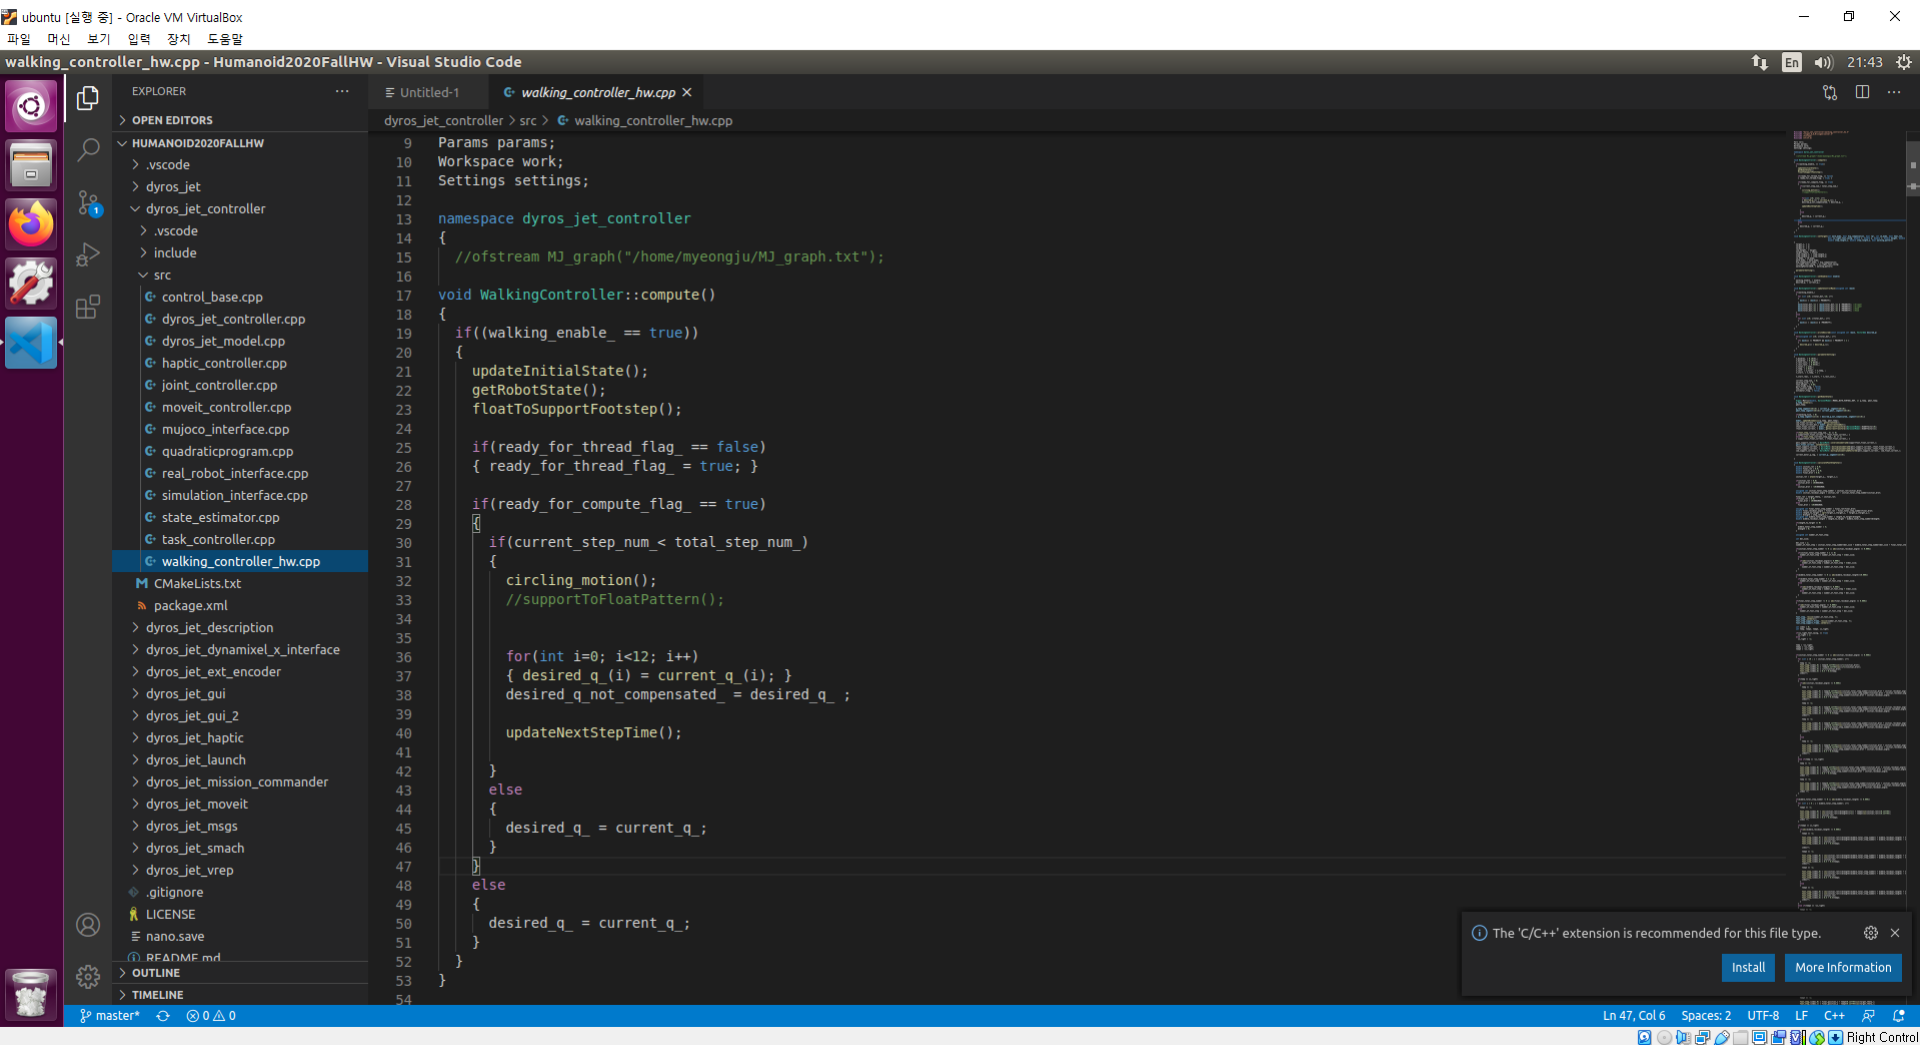 ubuntu [실행 중] - Oracle VM VirtualBox
파일 머신 보기 입력 장치 도움말
walking_controller_hw.cpp - Humanoid2020FallHW - Visual Studio Code
En 21:43
EXPLORER
Untitled-1
walking_controller_hw.cpp
OPEN EDITORS
dyros_jet_controller > src > walking_controller_hw.cpp
HUMANOID2020FALLHW
.vscode
dyros_jet
dyros_jet_controller
.vscode
include
src
control_base.cpp
dyros_jet_controller.cpp
dyros_jet_model.cpp
haptic_controller.cpp
joint_controller.cpp
moveit_controller.cpp
mujoco_interface.cpp
quadraticprogram.cpp
real_robot_interface.cpp
simulation_interface.cpp
state_estimator.cpp
task_controller.cpp
walking_controller_hw.cpp
CMakeLists.txt
package.xml
dyros_jet_description
dyros_jet_dynamixel_x_interface
dyros_jet_ext_encoder
dyros_jet_gui
dyros_jet_gui_2
dyros_jet_haptic
dyros_jet_launch
dyros_jet_mission_commander
dyros_jet_moveit
dyros_jet_msgs
dyros_jet_smach
dyros_jet_vrep
.gitignore
LICENSE
nano.save
README.md
OUTLINE
TIMELINE
1
9 Params params;
10 Workspace work;
11 Settings settings;
12
13 namespace dyros_jet_controller
14 {
15 //ofstream MJ_graph("/home/myeongju/MJ_graph.txt");
16
17 void WalkingController::compute()
18 {
19 if((walking_enable_ == true))
20 {
21 updateInitialState();
22 getRobotState();
23 floatToSupportFootstep();
24
25 if(ready_for_thread_flag_ == false)
26 { ready_for_thread_flag_ = true; }
27
28 if(ready_for_compute_flag_ == true)
29 {
30 if(current_step_num_< total_step_num_)
31 {
32 circling_motion();
33 //supportToFloatPattern();
34
35
36 for(int i=0; i<12; i++)
37 { desired_q_(i) = current_q_(i); }
38 desired_q_not_compensated_ = desired_q_ ;
39
40 updateNextStepTime();
41
42 }
43 else
44 {
45 desired_q_ = current_q_;
46 }
47 }
48 else
49 {
50 desired_q_ = current_q_;
51 }
52 }
53 }
54
The 'C/C++' extension is recommended for this file type.
Install More Information
master* 0 0
Ln 47, Col 6 Spaces: 2 UTF-8 LF C++
Right Control